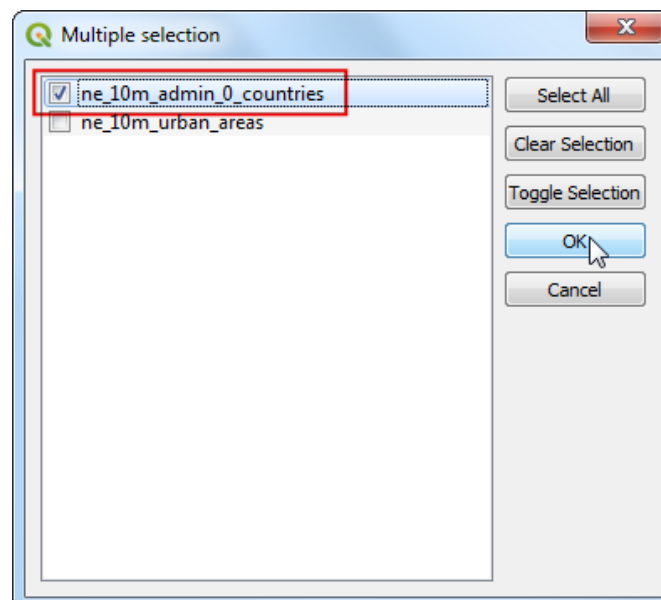 Multiple selection
ne_10m_admin_0_countries
ne_10m_urban_areas
Select All
Clear Selection
Toggle Selection
OK
Cancel